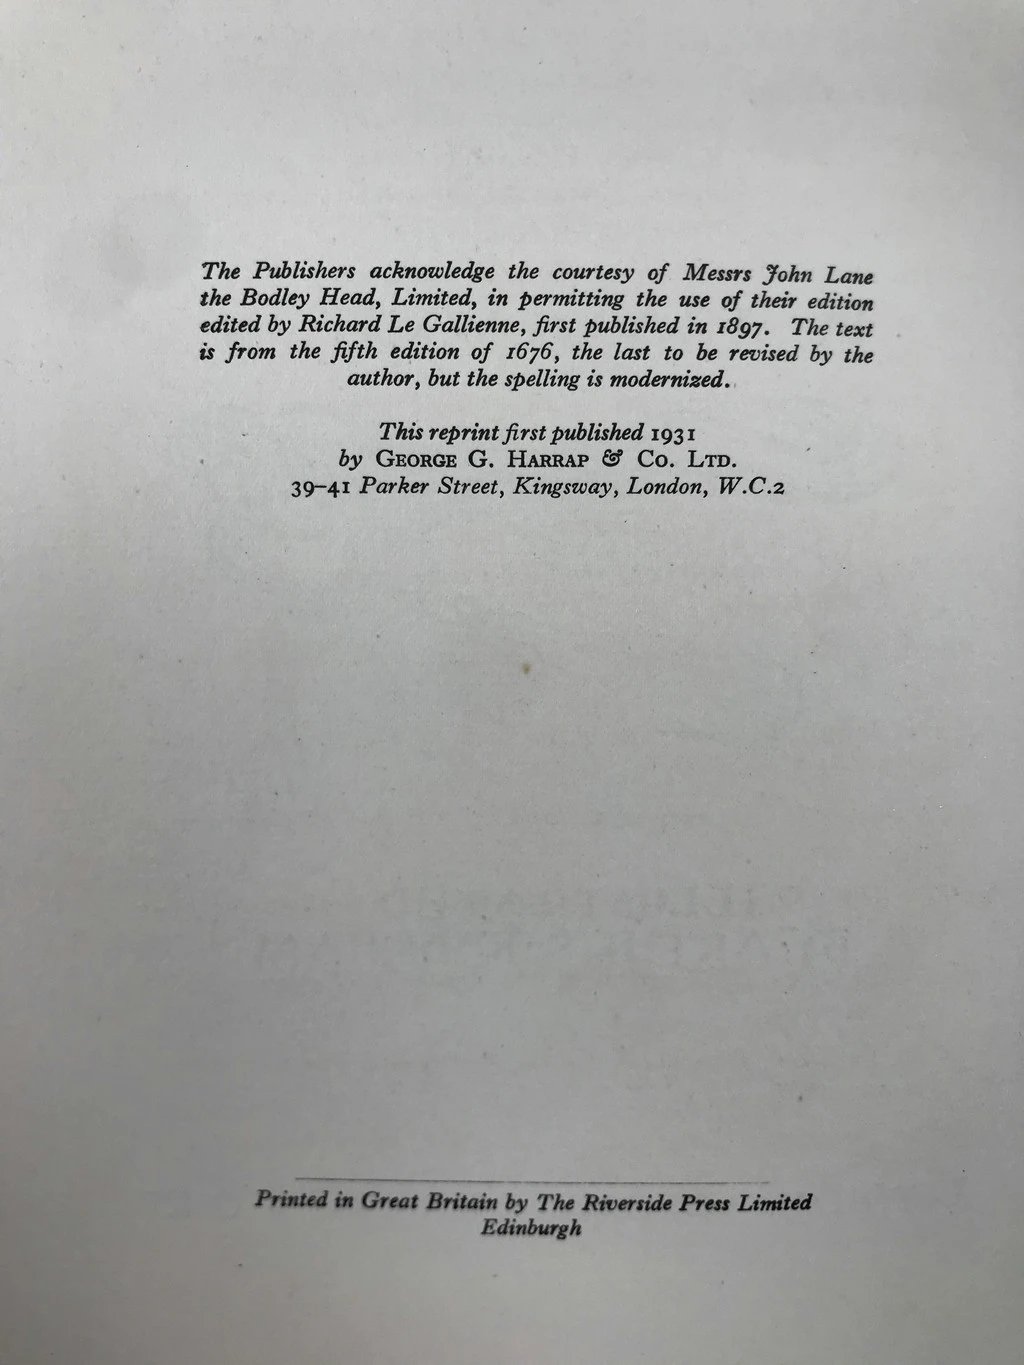 The Publishers acknowledge the courtesy of Messrs John Lane
the Bodley Head, Limited, in permitting the use of their edition
edited by Richard Le Gallienne, first published in 1897. The text
is from the fifth edition of 1676, the last to be revised by the
author, but the spelling is modernized.
This reprint first published 1931
by GEORGE G. HARRAP & CO. LTD.
39–41 Parker Street, Kingsway, London, W.C.2
Printed in Great Britain by The Riverside Press Limited
Edinburgh